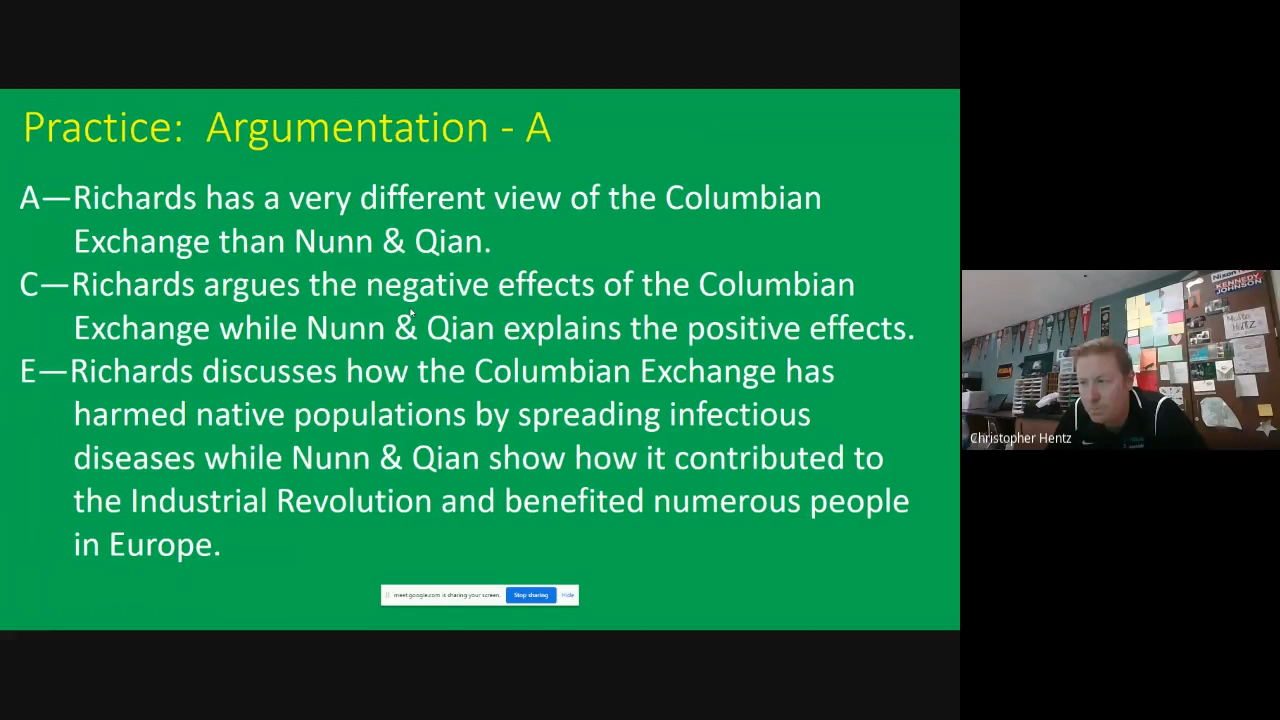 Practice: Argumentation - A
A—Richards has a very different view of the Columbian
Exchange than Nunn & Qian.
C—Richards argues the negative effects of the Columbian
Exchange while Nunn & Qian explains the positive effects.
E—Richards discusses how the Columbian Exchange has
harmed native populations by spreading infectious
diseases while Nunn & Qian show how it contributed to
the Industrial Revolution and benefited numerous people
in Europe.
meet.google.com is sharing your screen.
Stop sharing
Hide
KENNEDY
JOHNSON
Christopher Hentz